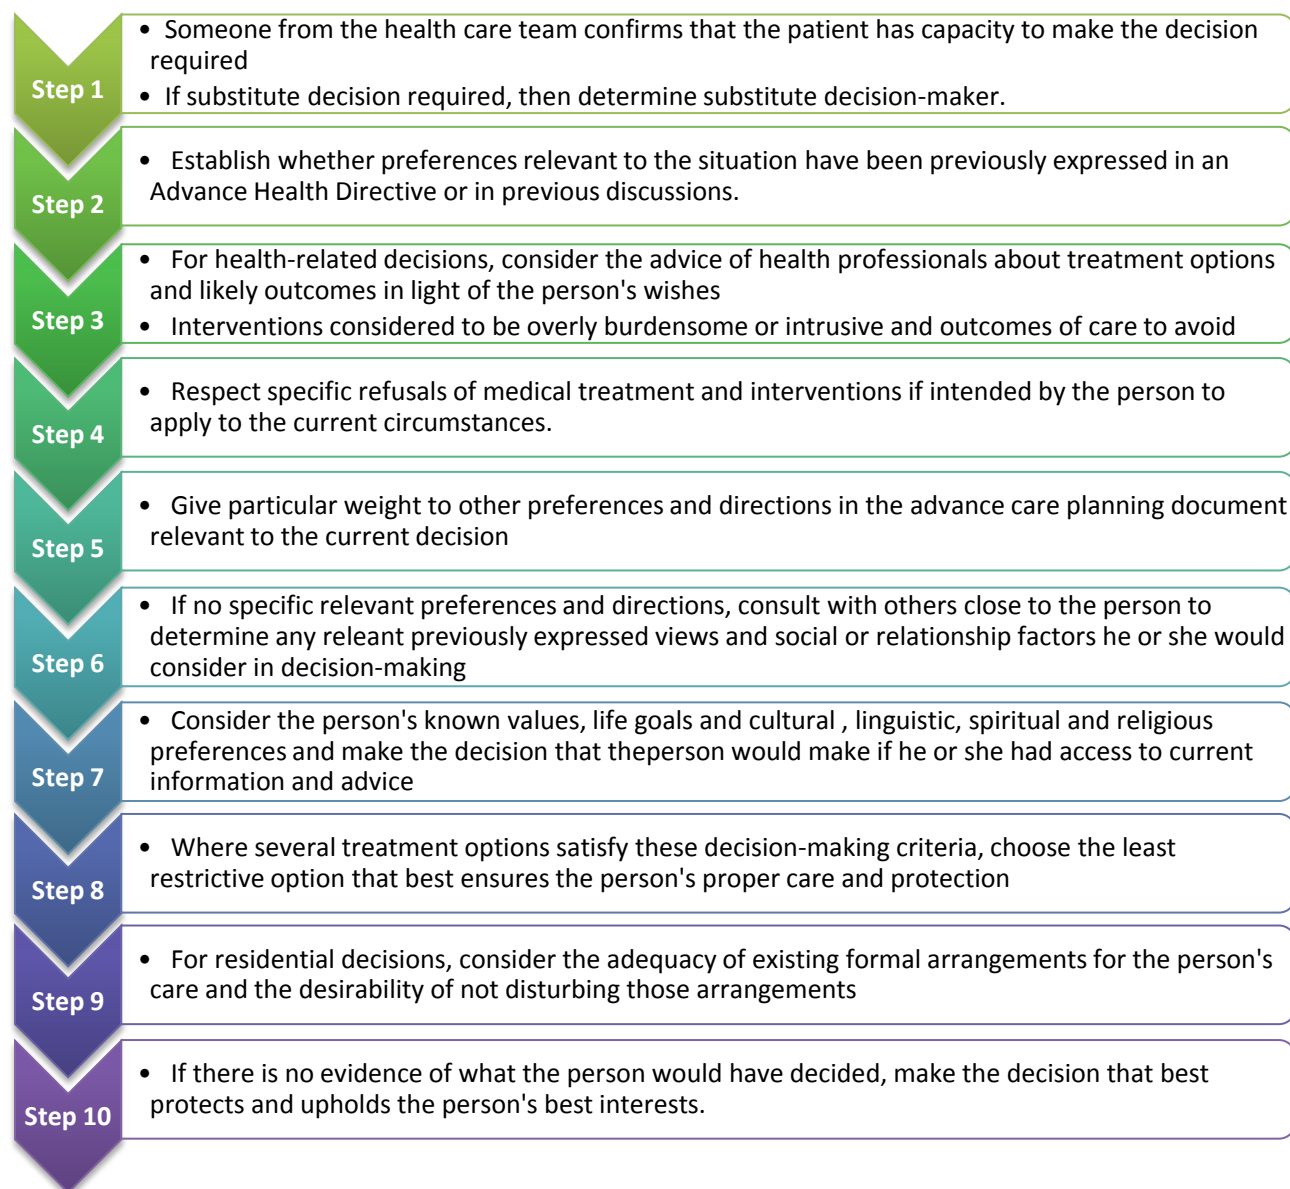 Step 1
• Someone from the health care team confirms that the patient has capacity to make the decision
required
• If substitute decision required, then determine substitute decision-maker.
Step 2
• Establish whether preferences relevant to the situation have been previously expressed in an
Advance Health Directive or in previous discussions.
Step 3
• For health-related decisions, consider the advice of health professionals about treatment options
and likely outcomes in light of the person's wishes
• Interventions considered to be overly burdensome or intrusive and outcomes of care to avoid
Step 4
• Respect specific refusals of medical treatment and interventions if intended by the person to
apply to the current circumstances.
Step 5
• Give particular weight to other preferences and directions in the advance care planning document
relevant to the current decision
Step 6
• If no specific relevant preferences and directions, consult with others close to the person to
determine any releant previously expressed views and social or relationship factors he or she would
consider in decision-making
Step 7
• Consider the person's known values, life goals and cultural , linguistic, spiritual and religious
preferences and make the decision that theperson would make if he or she had access to current
information and advice
Step 8
• Where several treatment options satisfy these decision-making criteria, choose the least
restrictive option that best ensures the person's proper care and protection
Step 9
• For residential decisions, consider the adequacy of existing formal arrangements for the person's
care and the desirability of not disturbing those arrangements
Step 10
• If there is no evidence of what the person would have decided, make the decision that best
protects and upholds the person's best interests.